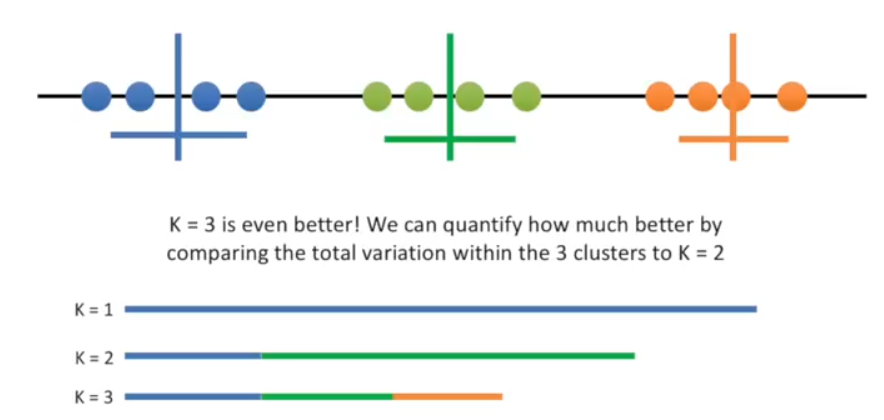 K = 3 is even better! We can quantify how much better by
comparing the total variation within the 3 clusters to K = 2
K = 1
K = 2
K = 3